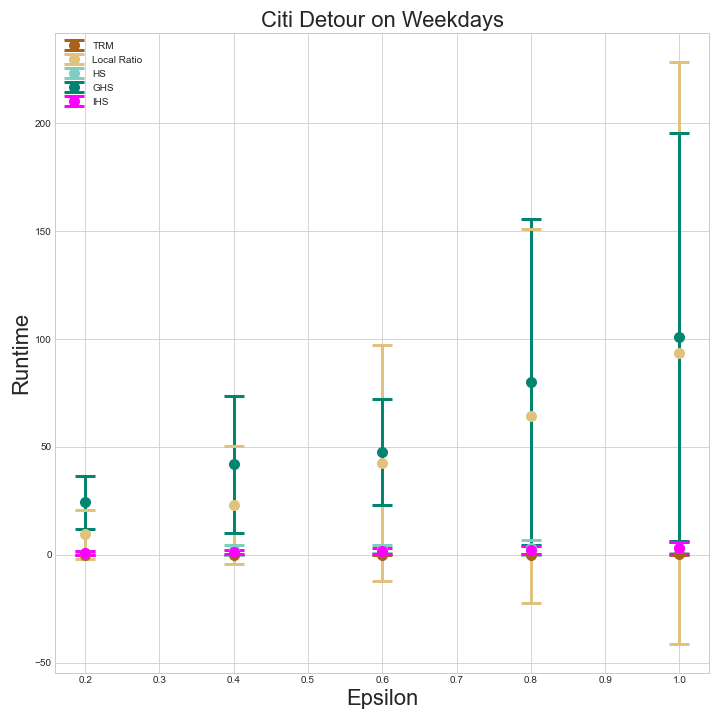 Citi Detour on Weekdays
TRM
Local Ratio
HS
GHS
IHS
200
150
100
50
0
−50
Runtime
0.2 0.3 0.4 0.5 0.6 0.7 0.8 0.9 1.0
Epsilon